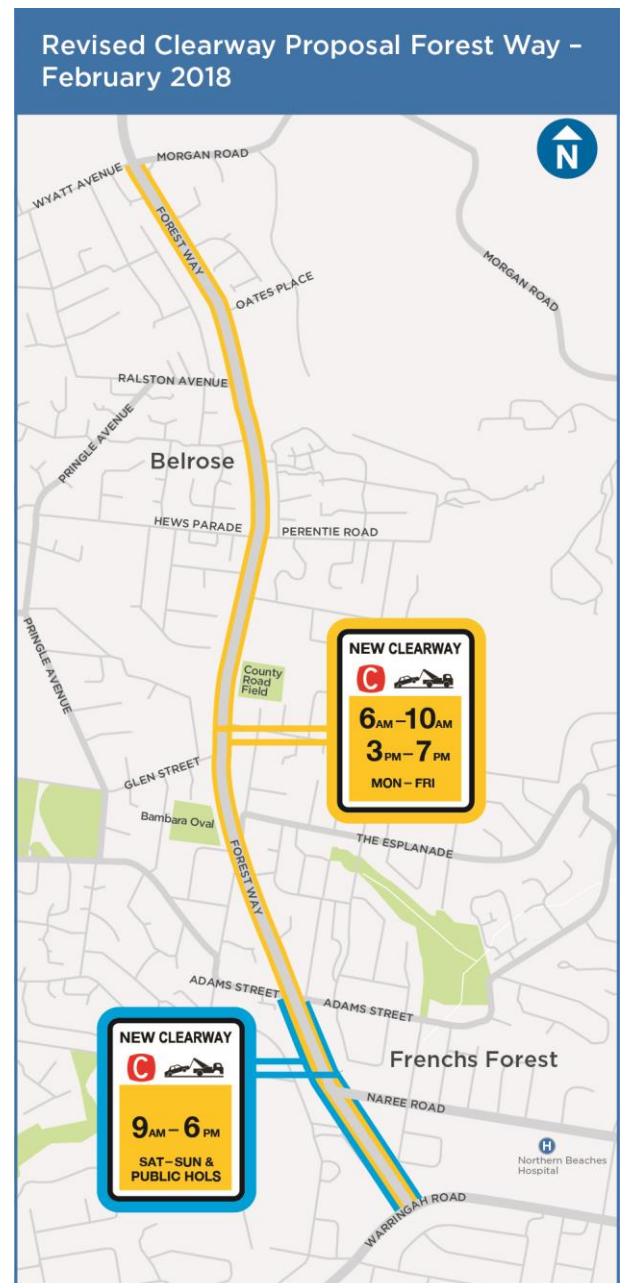 Revised Clearway Proposal Forest Way –
February 2018
N
MORGAN ROAD
WYATT AVENUE
FOREST WAY
MORGAN ROAD
OATES PLACE
RALSTON AVENUE
PRINGLE AVENUE
Belrose
HEWS PARADE
PERENTIE ROAD
PRINGLE AVENUE
County
Road
Field
NEW CLEARWAY
C
6AM–10AM
3PM–7PM
MON–FRI
GLEN STREET
Bambara Oval
THE ESPLANADE
FOREST WAY
ADAMS STREET
ADAMS STREET
NEW CLEARWAY
C
9AM–6PM
SAT–SUN &
PUBLIC HOLS
Frenchs Forest
NAREE ROAD
H
Northern Beaches
Hospital
WARRINGAH ROAD